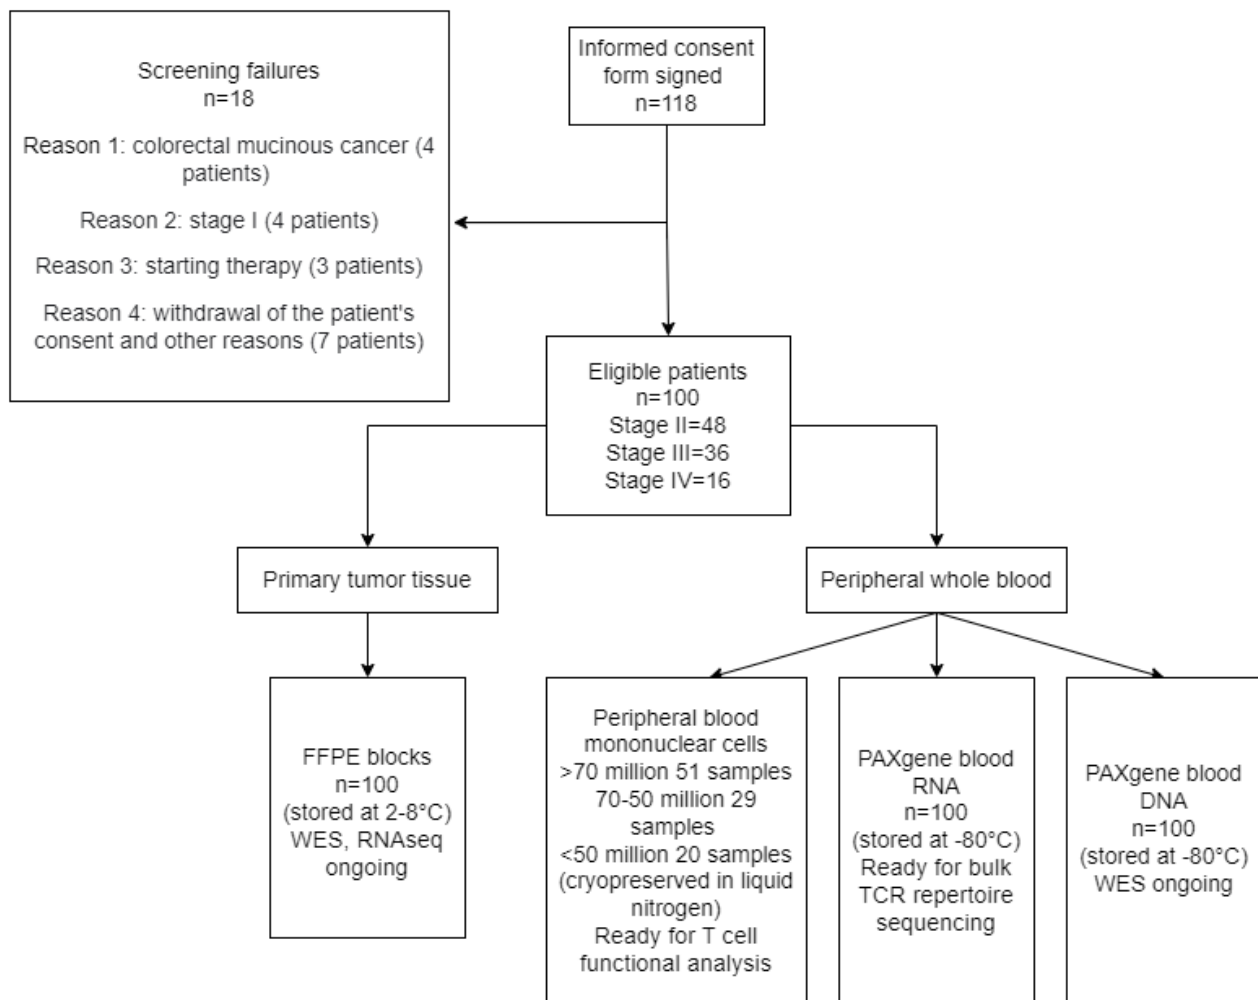 Screening failures
n=18
Reason 1: colorectal mucinous cancer (4
patients)
Reason 2: stage I (4 patients)
Reason 3: starting therapy (3 patients)
Reason 4: withdrawal of the patient's
consent and other reasons (7 patients)
Informed consent
form signed
n=118
Eligible patients
n=100
Stage II=48
Stage III=36
Stage IV=16
Primary tumor tissue
Peripheral whole blood
FFPE blocks
n=100
(stored at 2-8°C)
WES, RNAseq
ongoing
Peripheral blood
mononuclear cells
>70 million 51 samples
70-50 million 29
samples
<50 million 20 samples
(cryopreserved in liquid
nitrogen)
Ready for T cell
functional analysis
PAXgene blood
RNA
n=100
(stored at -80°C)
Ready for bulk
TCR repertoire
sequencing
PAXgene blood
DNA
n=100
(stored at -80°C)
WES ongoing